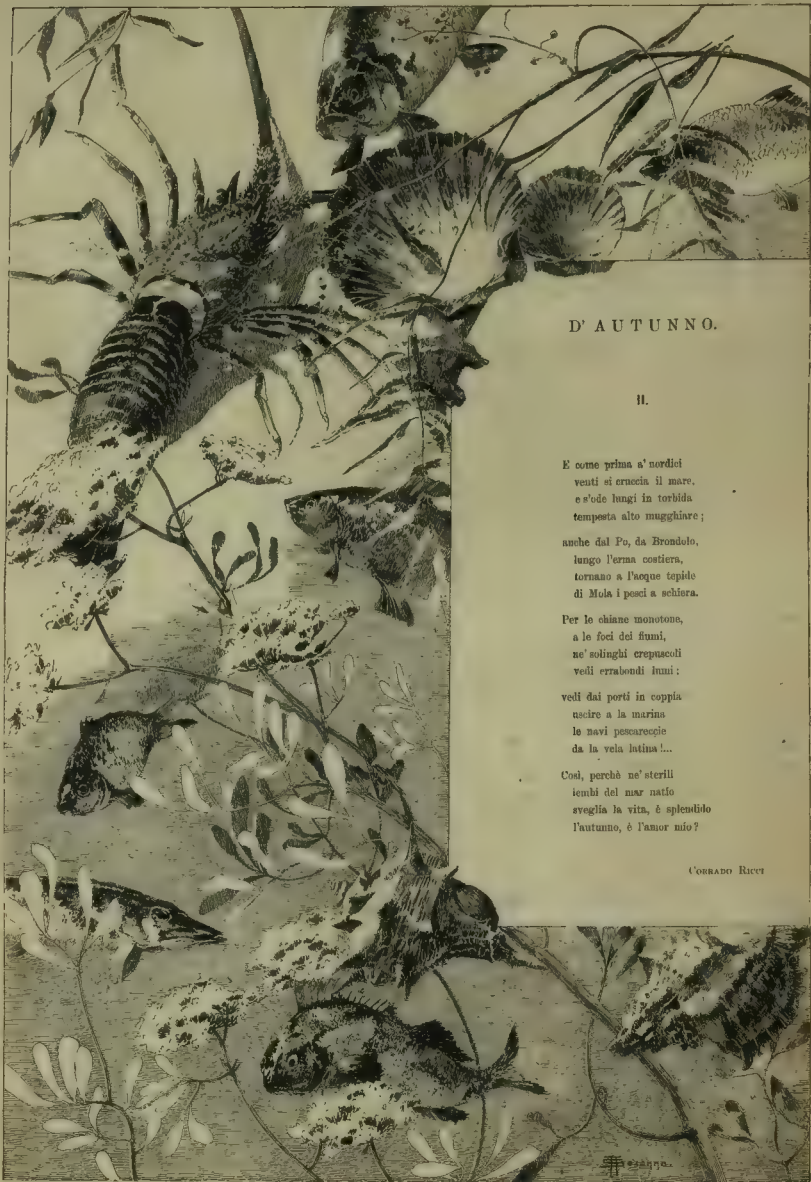 D' AUTUNNO.
II.
E come prima a' nordici
venti si cruccia il mare,
e s'ode lungi in torbida
tempesta alto mugghiare;
anche dal Po, da Brondolo,
lungo l'erma costiera,
tornano a l'acque tepide
di Mola i pesci a schiera.
Per le chiane monotone,
a le foci dei fiumi,
ne' solinghi crepuscoli
vedi errabondi lumi;
vedi dai porti in coppia
uscire a la marina
le navi pescareccie
da la vela latina!...
Così, perchè ne' sterili
lembi del mar natio
sveglia la vita, è splendido
l'autunno, è l'amor mio?
CORRADO RICCI